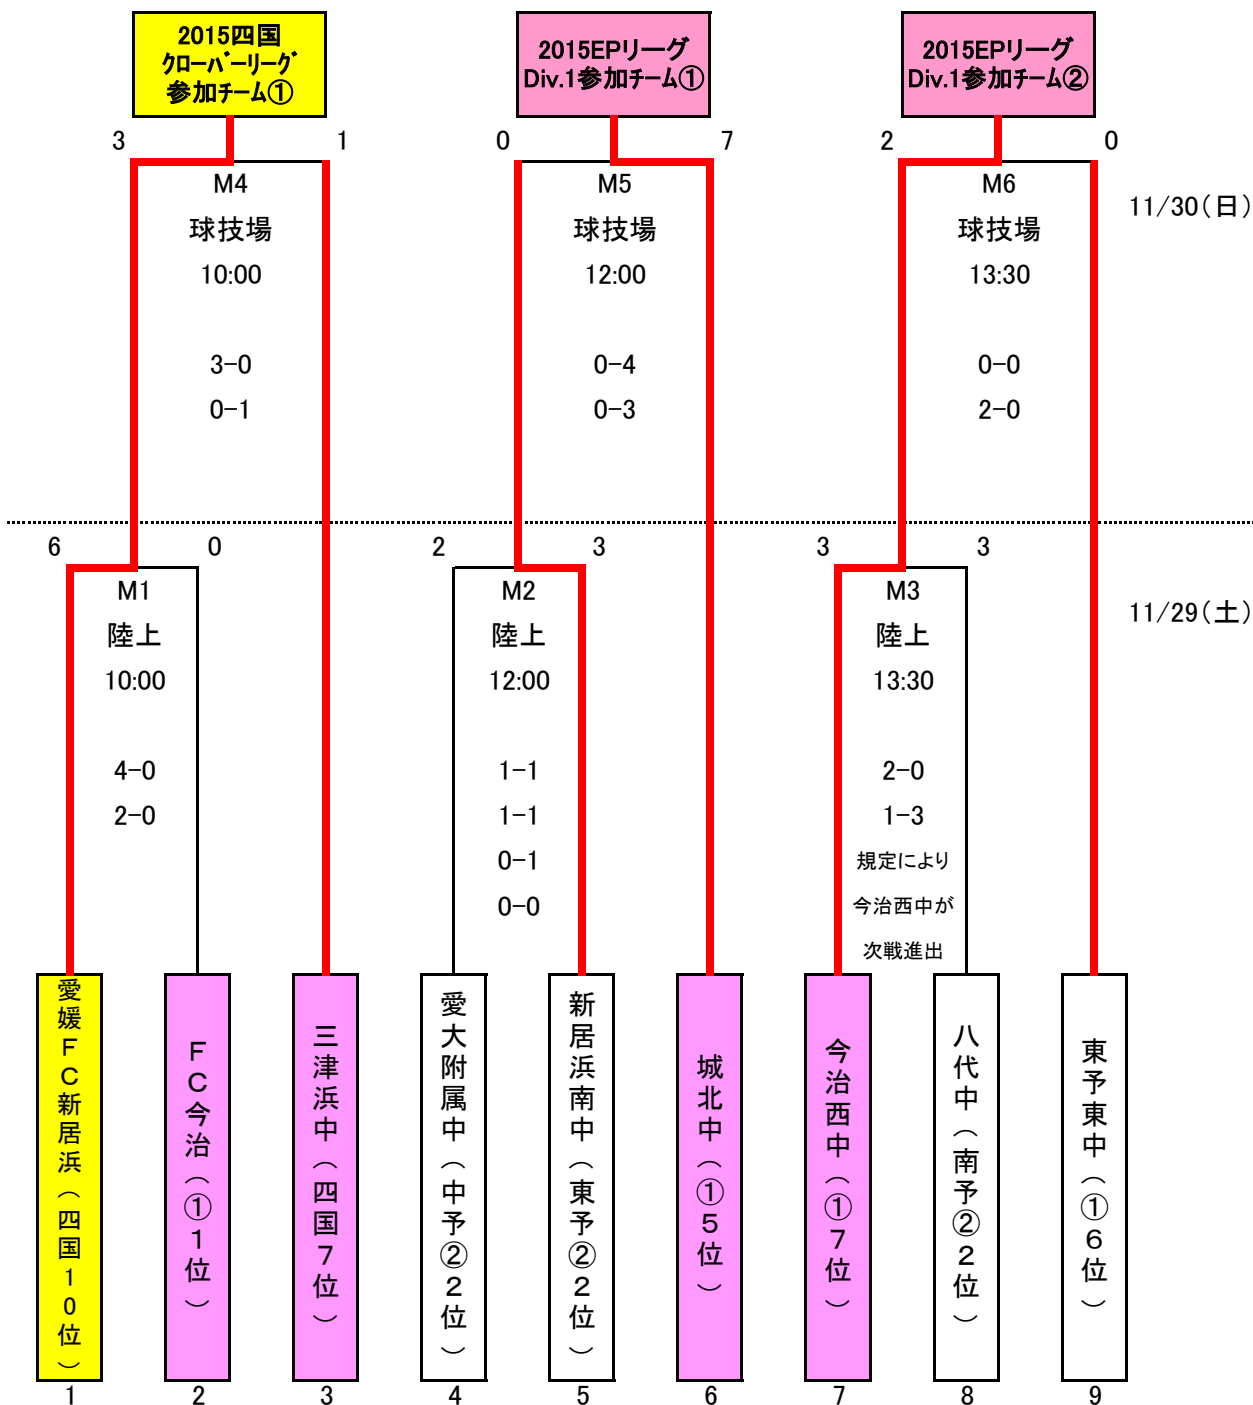 2015四国
クローバーリーグ
参加チーム①
2015EPリーグ
Div.1参加チーム①
2015EPリーグ
Div.1参加チーム②
3 1 0 7 2 0
M4 M5 M6
11/30(日)
球技場 球技場 球技場
10:00 12:00 13:30
3-0 0-4 0-0
0-1 0-3 2-0
6 0 2 3 3 3
M1 M2 M3
11/29(土)
陸上 陸上 陸上
10:00 12:00 13:30
4-0 1-1 2-0
2-0 1-1 1-3
0-1 規定により
0-0 今治西中が
次戦進出
愛媛FC新居浜(四国10位)
FC今治(①1位)
三津浜中(四国7位)
愛大附属中(中予②2位)
新居浜南中(東予②2位)
城北中(①5位)
今治西中(①7位)
八代中(南予②2位)
東予東中(①6位)
1 2 3 4 5 6 7 8 9